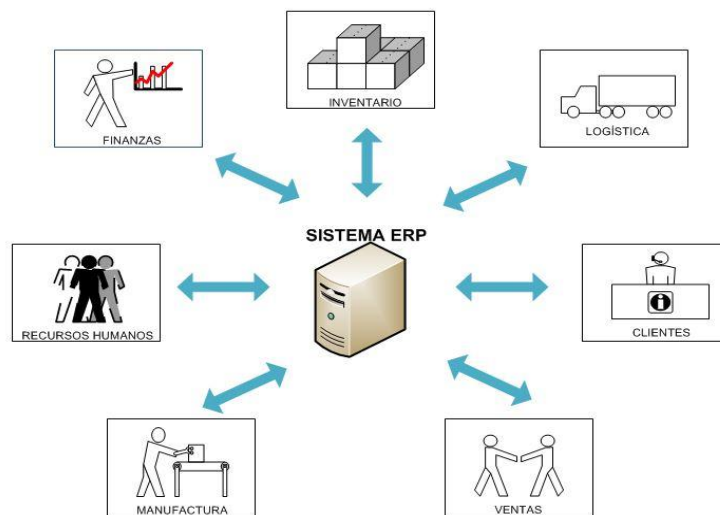 INVENTARIO
FINANZAS
LOGÍSTICA
SISTEMA ERP
RECURSOS HUMANOS
CLIENTES
MANUFACTURA
VENTAS